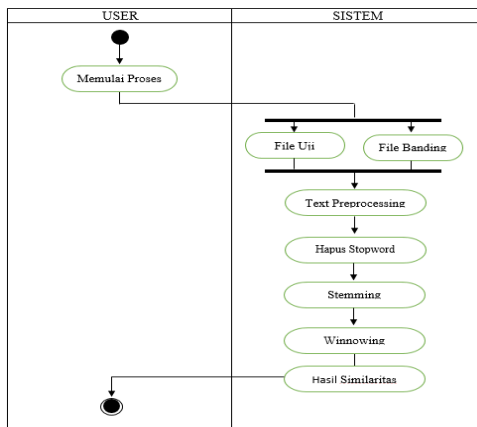 USER
SISTEM
Memulai Proses
File Uji
File Banding
Text Preprocessing
Hapus Stopword
Stemming
Winnowing
Hasil Similaritas